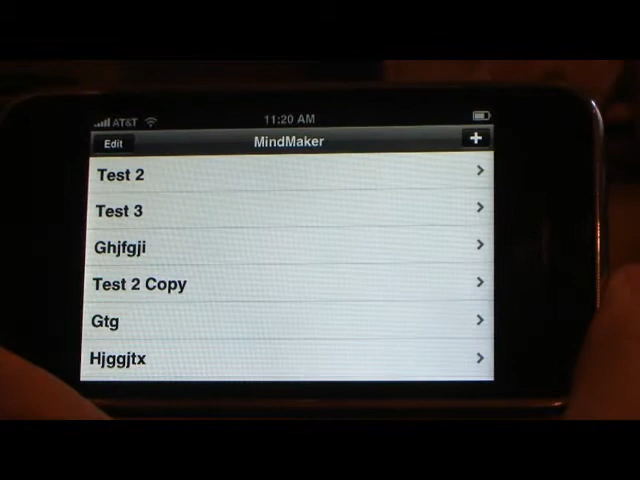 AT&T 11:20 AM
Edit MindMaker +
Test 2
Test 3
Ghjfgji
Test 2 Copy
Gtg
Hjggjtx